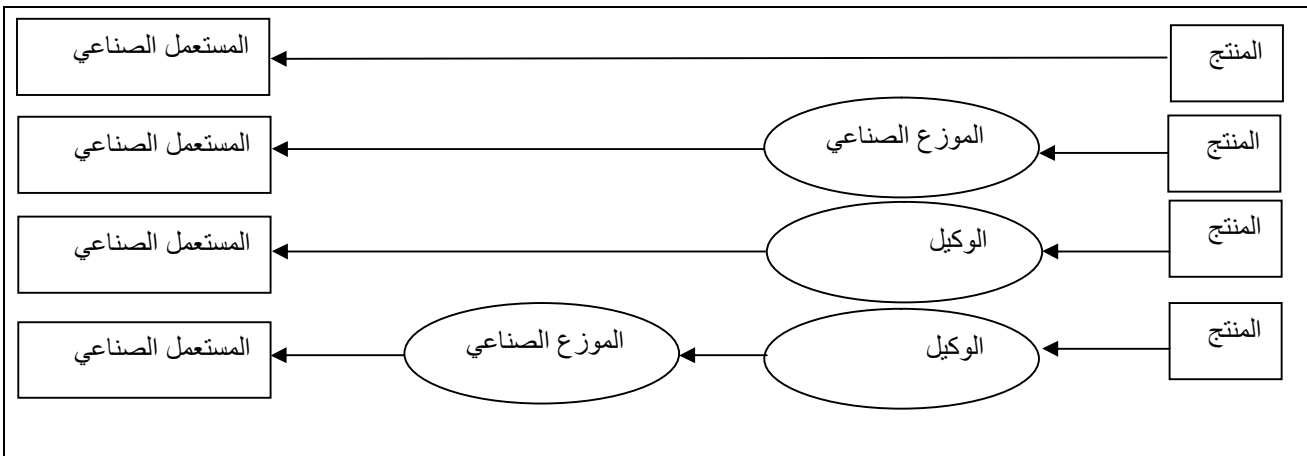 المنتج
المستعمل الصناعي
المنتج
الموزع الصناعي
المستعمل الصناعي
المنتج
الوكيل
المستعمل الصناعي
المنتج
الوكيل
الموزع الصناعي
المستعمل الصناعي